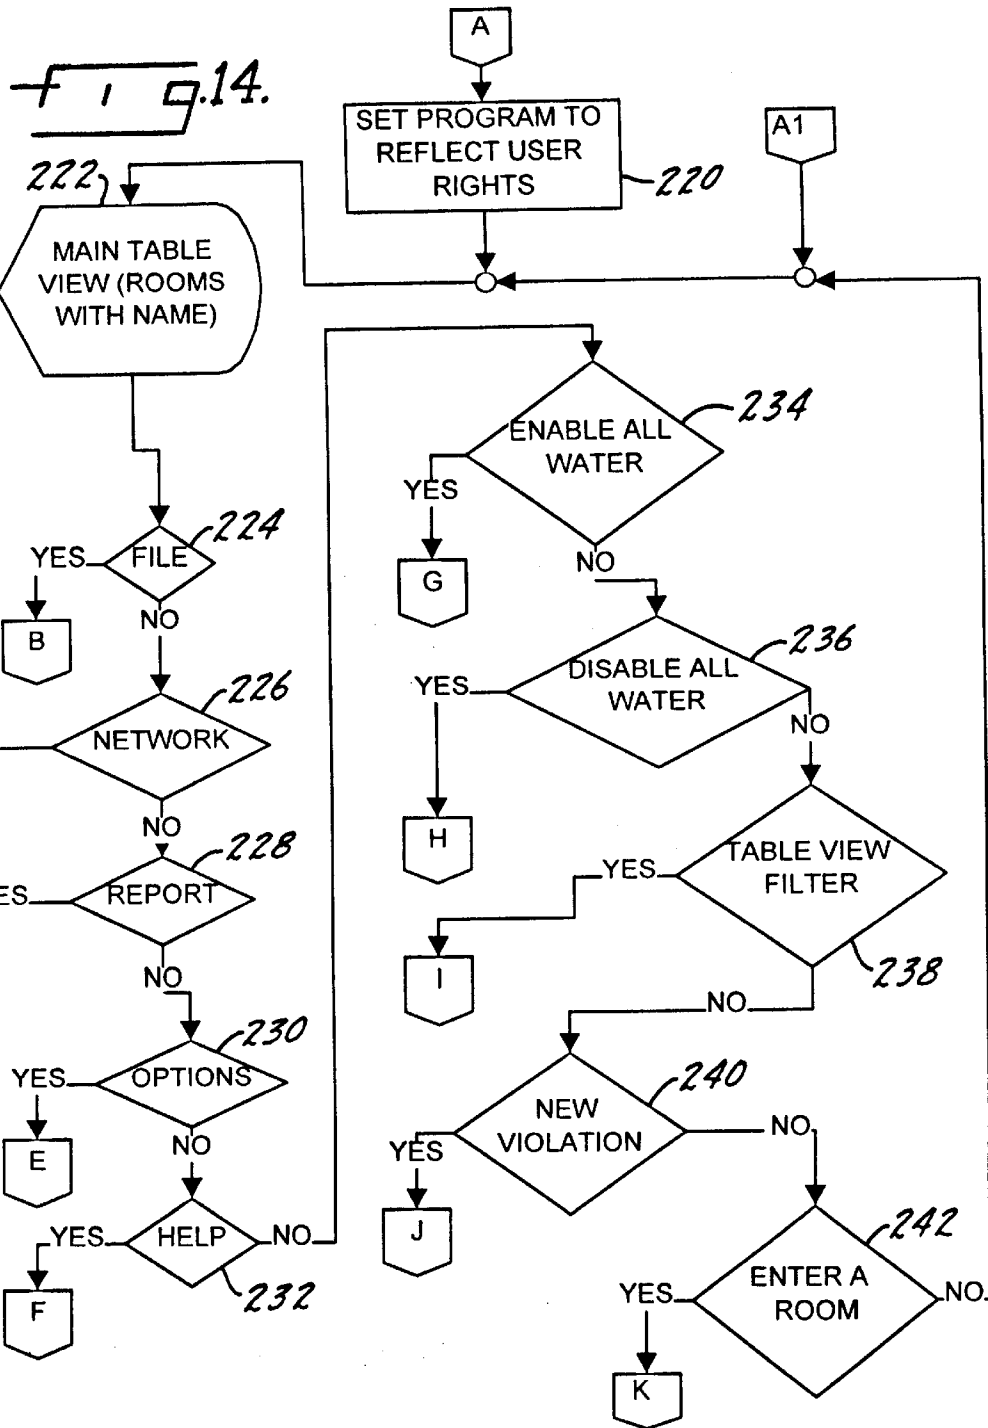 Fig.14.
A
SET PROGRAM TO
REFLECT USER
RIGHTS
220
A1
222
MAIN TABLE
VIEW (ROOMS
WITH NAME)
224
FILE
YES
B
NO
226
NETWORK
NO
228
REPORT
ES
NO
230
OPTIONS
YES
E
NO
HELP
YES
NO
232
F
234
ENABLE ALL
WATER
YES
G
NO
236
DISABLE ALL
WATER
YES
H
NO
TABLE VIEW
FILTER
YES
I
238
NO
240
NEW
VIOLATION
YES
J
NO
242
ENTER A
ROOM
YES
NO
K